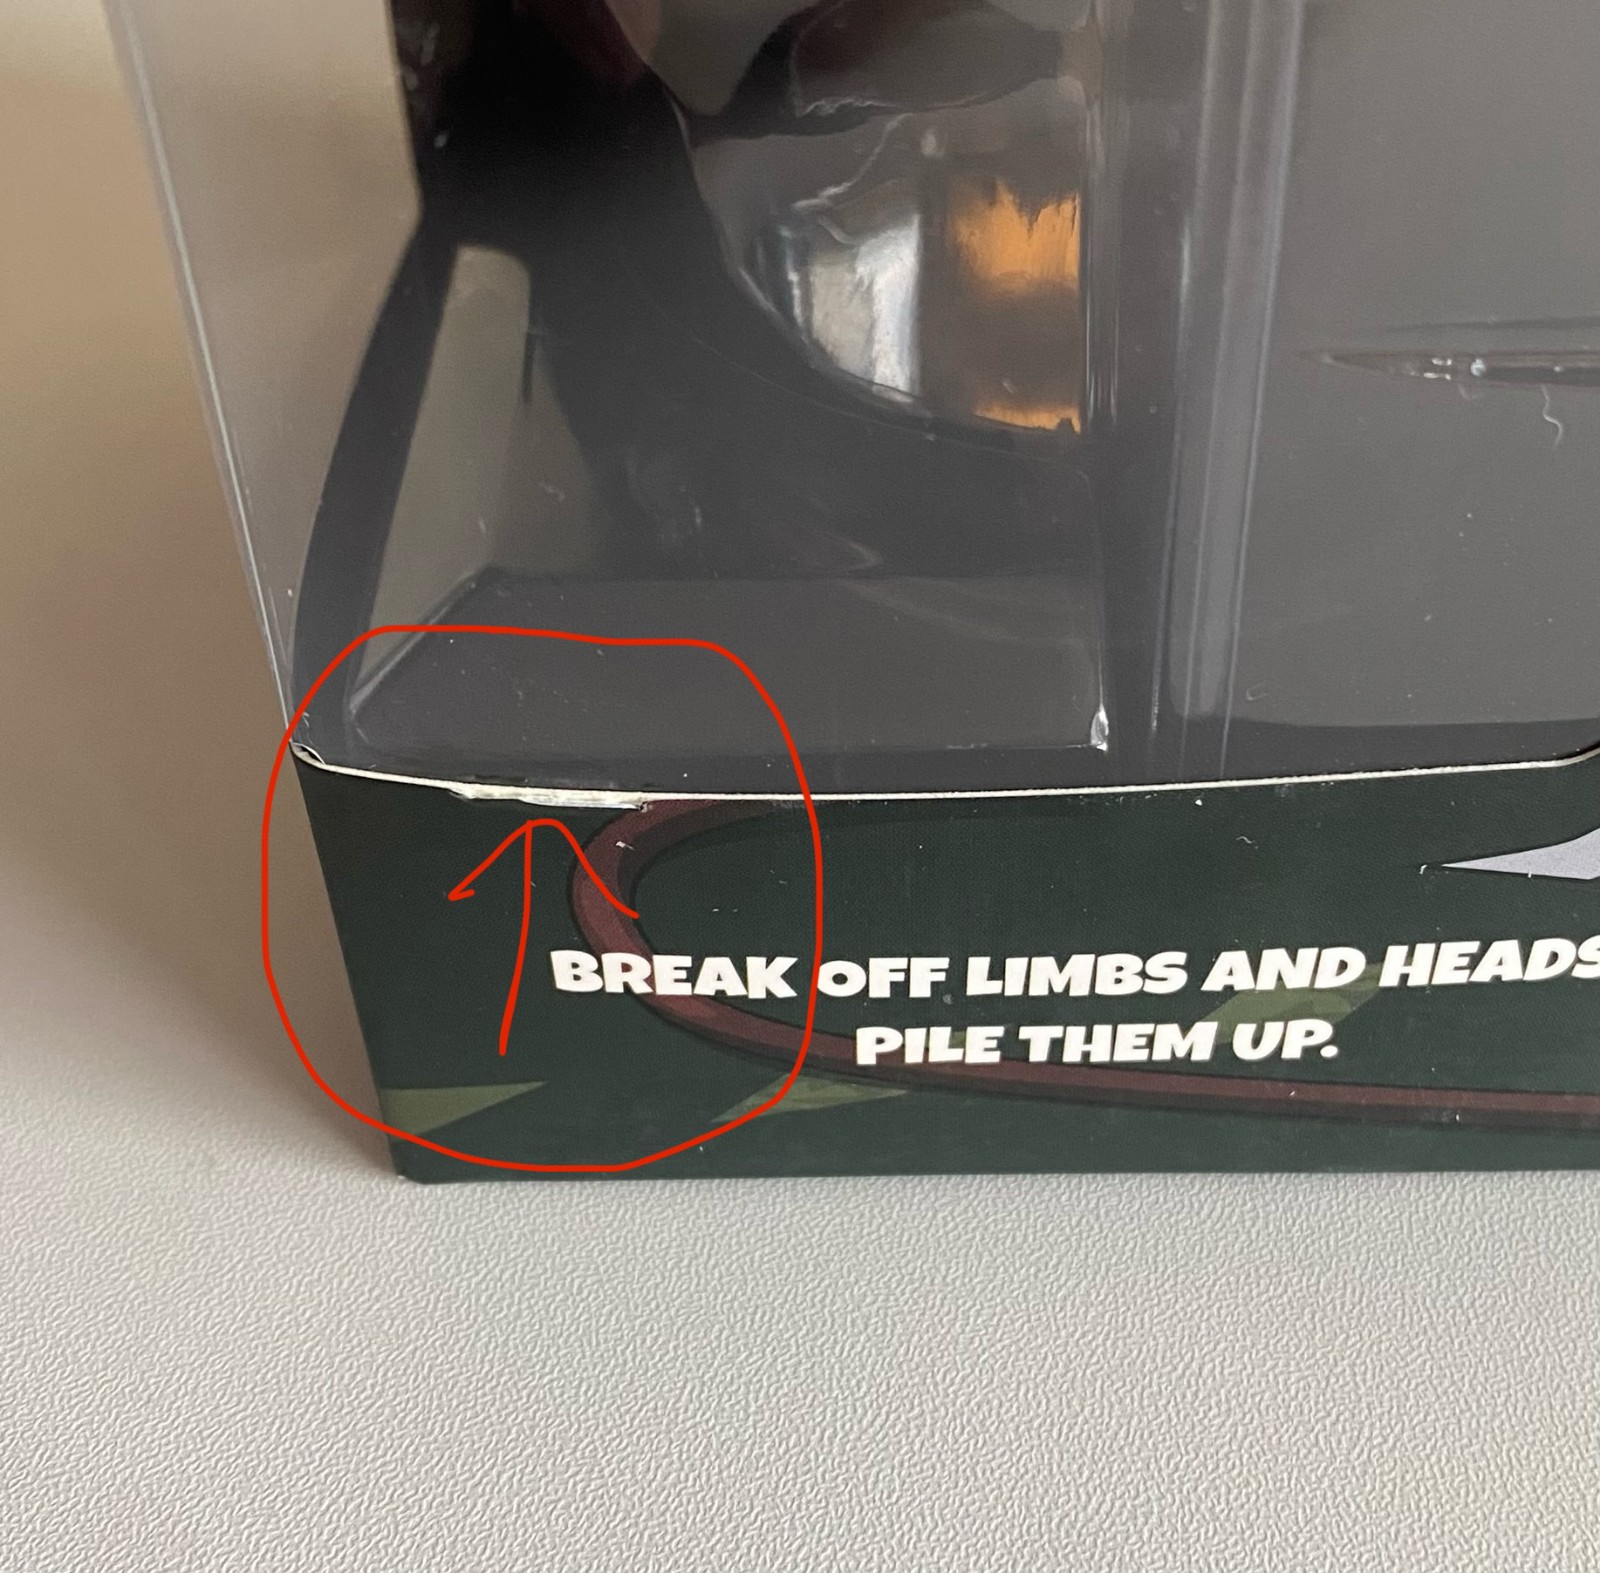 BREAK OFF LIMBS AND HEADS
PILE THEM UP.